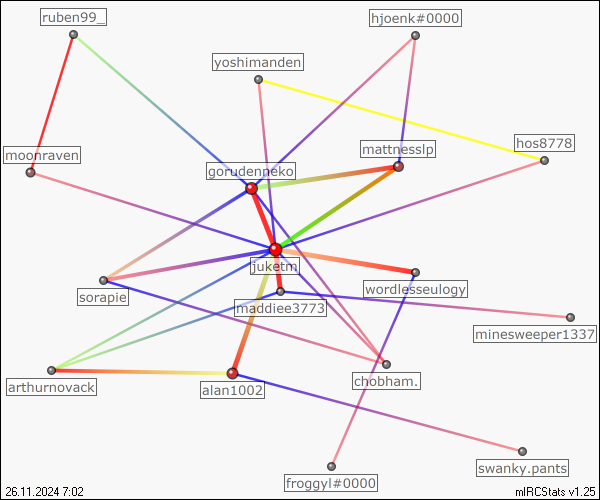 ruben99_
hjoenk#0000
yoshimanden
hos8778
mattnesslp
moonraven
gorudenneko
juketm
sorapie
wordlesseulogy
maddiee3773
minesweeper1337
arthurnovack
alan1002
chobham.
swanky.pants
froggyl#0000
26.11.2024 7:02
mIRCStats v1.25